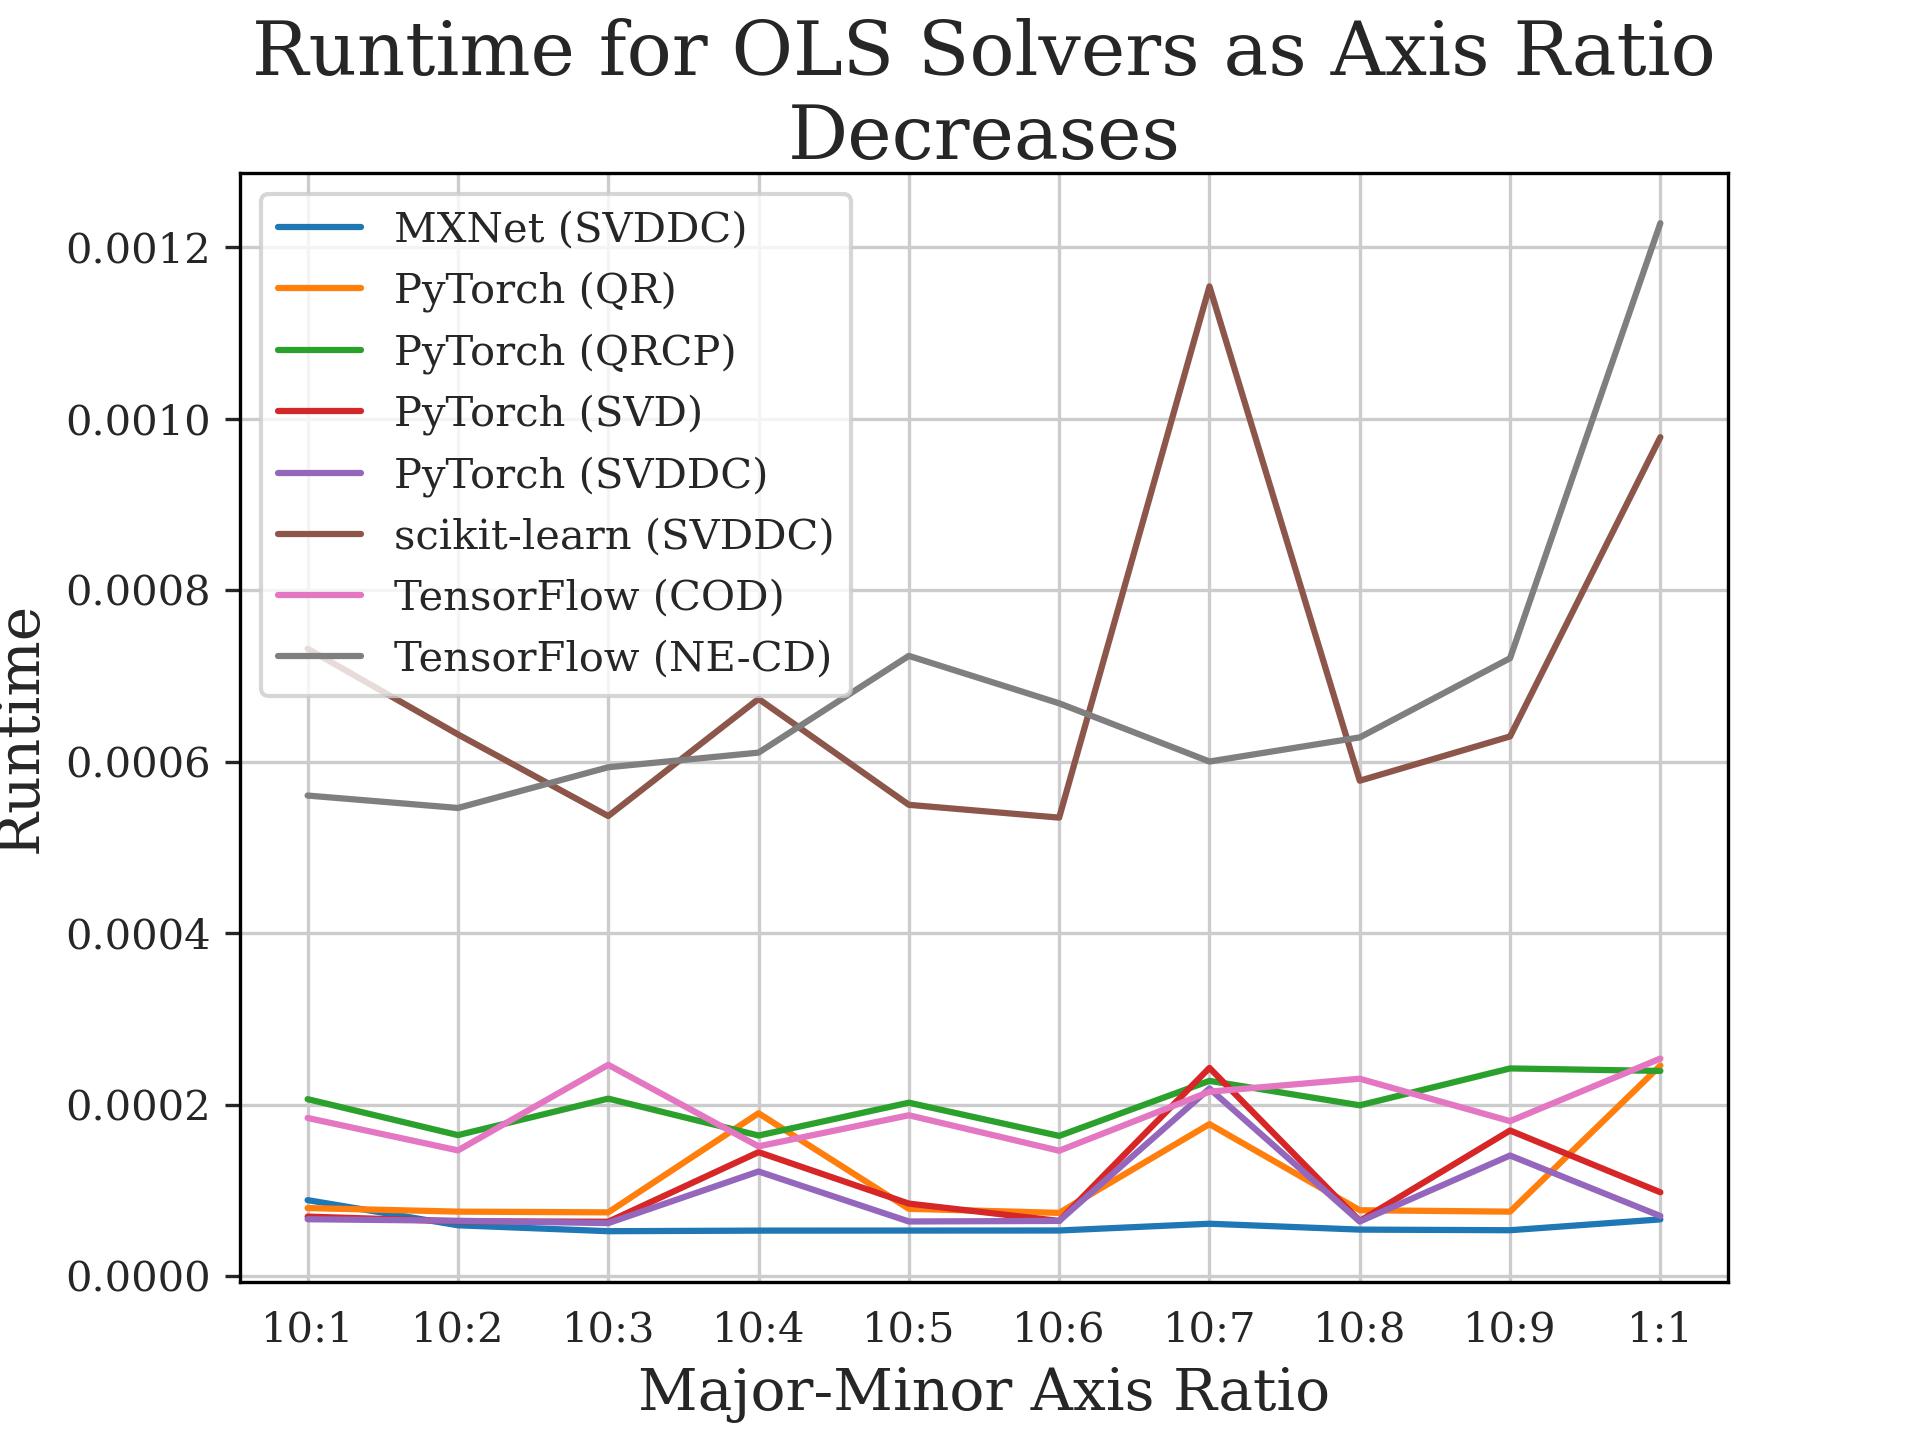 Runtime for OLS Solvers as Axis Ratio
Decreases
MXNet (SVDDC)
PyTorch (QR)
PyTorch (QRCP)
PyTorch (SVD)
PyTorch (SVDDC)
scikit-learn (SVDDC)
TensorFlow (COD)
TensorFlow (NE-CD)
0.0012
0.0010
0.0008
0.0006
0.0004
0.0002
0.0000
Runtime
10:1 10:2 10:3 10:4 10:5 10:6 10:7 10:8 10:9 1:1
Major-Minor Axis Ratio